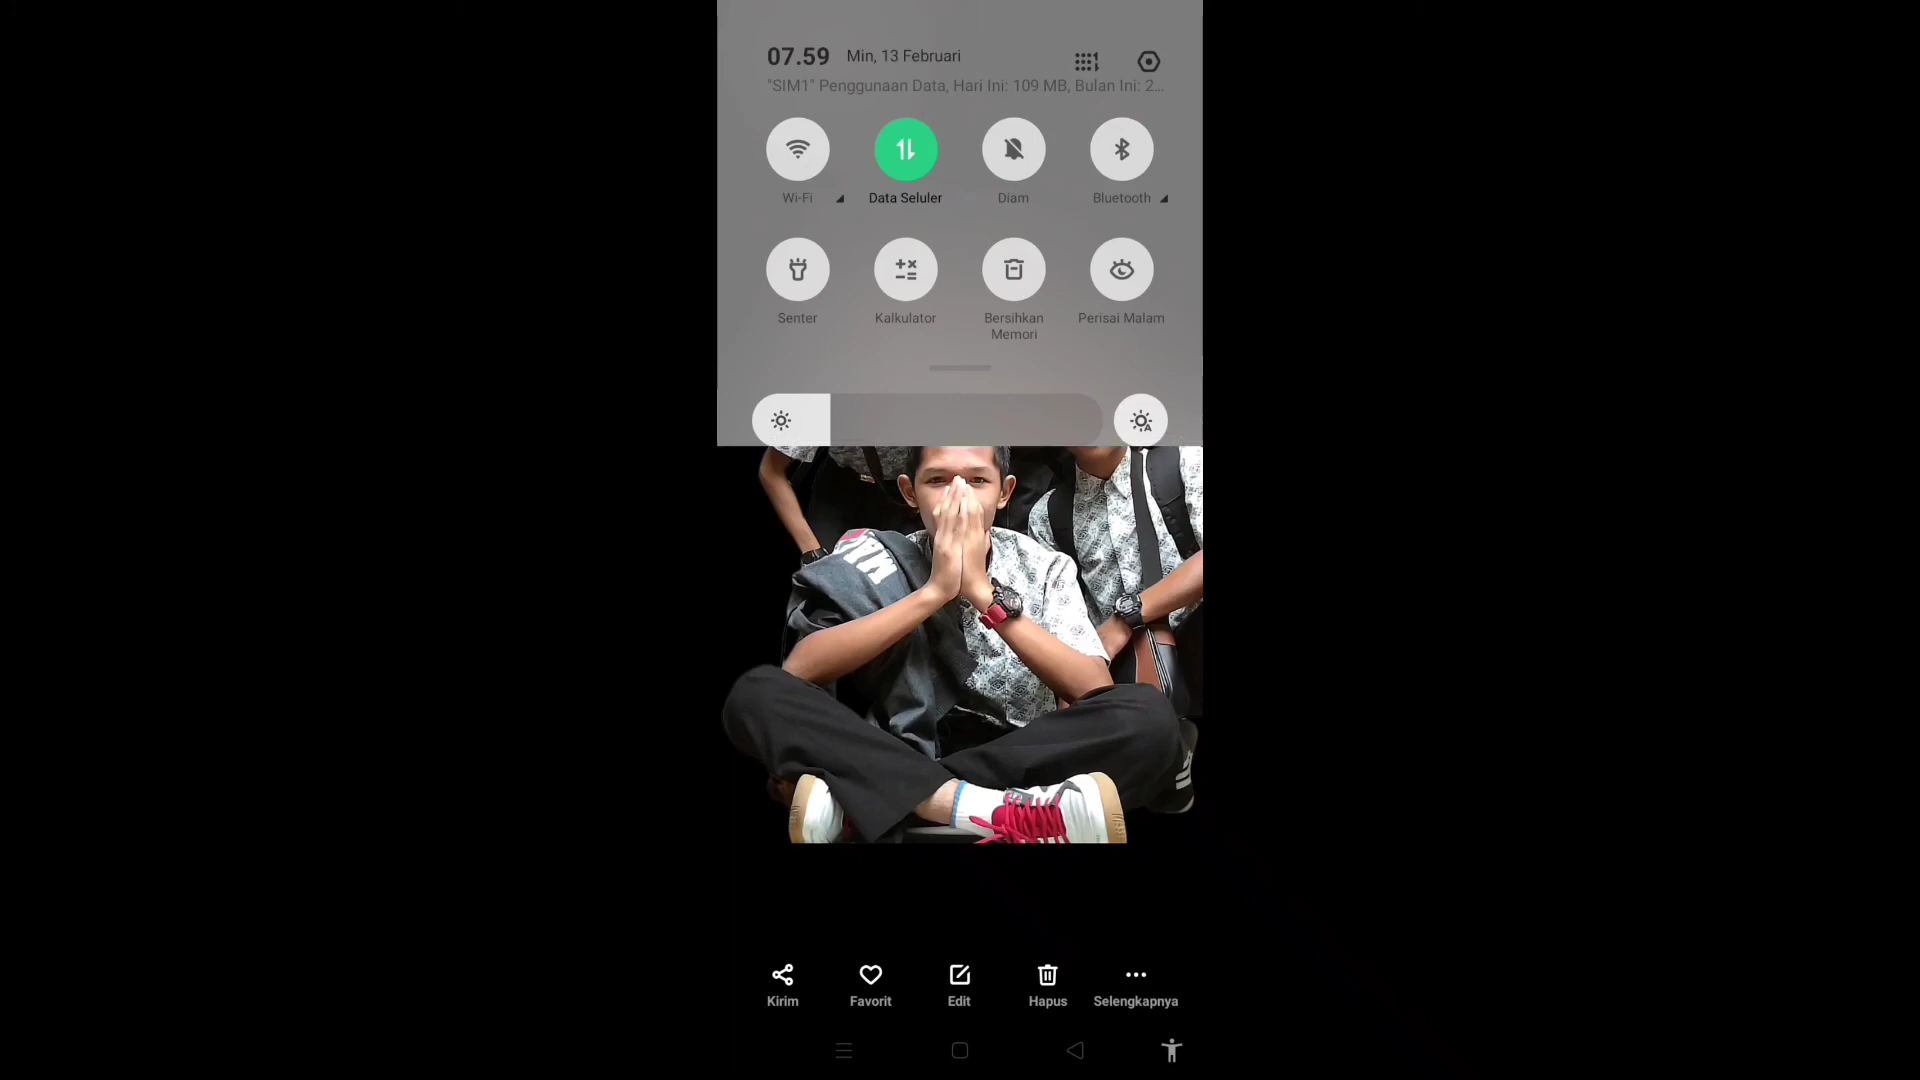 07.59 Min, 13 Februari
"SIM1" Penggunaan Data, Hari Ini: 109 MB, Bulan Ini: 2...
Wi-Fi Data Seluler Diam Bluetooth
Senter Kalkulator Bersihkan Memori Perisai Malam
Kirim Favorit Edit Hapus Selengkapnya